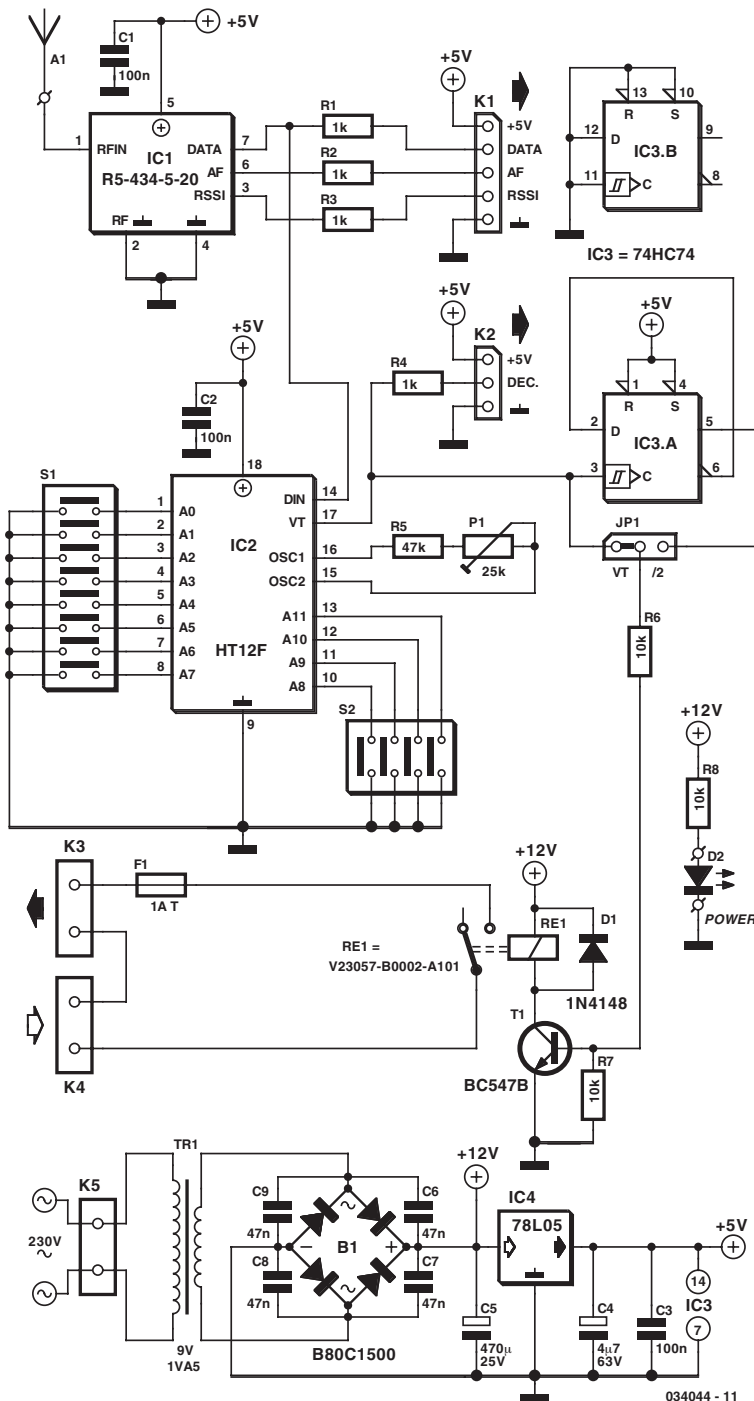 A1
C1
100n
+5V
5
1
RFIN
IC1
R5-434-5-20
DATA
AF
RSSI
7
6
3
RF
2
4
R1
1k
R2
1k
R3
1k
+5V
K1
+5V
DATA
AF
RSSI
13
10
R
S
12
D
9
IC3.B
11
C
8
IC3 = 74HC74
+5V
C2
100n
18
+5V
K2
+5V
DEC.
R4
1k
+5V
1
4
R
S
2
D
5
IC3.A
3
C
6
S1
1
A0
2
A1
3
A2
4
A3
5
A4
6
A5
7
A6
8
A7
IC2
HT12F
DIN
14
VT
17
OSC1
16
OSC2
15
A11
13
A10
12
A9
11
A8
10
9
R5
47k
P1
25k
JP1
VT
/2
R6
10k
S2
+12V
R8
10k
D2
POWER
K3
F1
1A T
K4
RE1 =
V23057-B0002-A101
+12V
RE1
D1
1N4148
T1
BC547B
R7
10k
K5
230V
~
TR1
9V
1VA5
C9
47n
C8
47n
C6
47n
C7
47n
~
–
B1
+
~
B80C1500
+12V
IC4
78L05
+5V
C5
470µ
25V
C4
4µ7
63V
C3
100n
14
IC3
7
034044 - 11